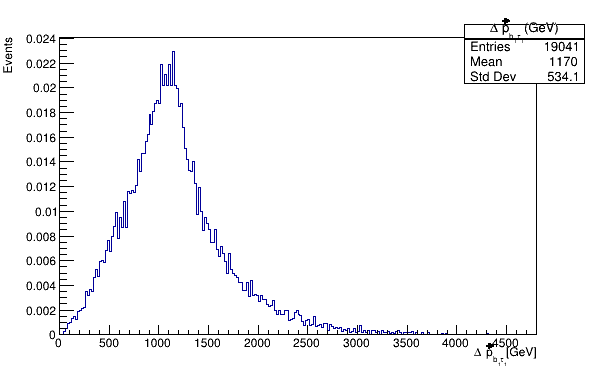 Δ p⃗ b₁τ₁ (GeV)
Entries 19041
Mean 1170
Std Dev 534.1
Events
0.024
0.022
0.02
0.018
0.016
0.014
0.012
0.01
0.008
0.006
0.004
0.002
0
0 500 1000 1500 2000 2500 3000 3500 4000 4500
Δ p⃗ b₁τ₁ [GeV]